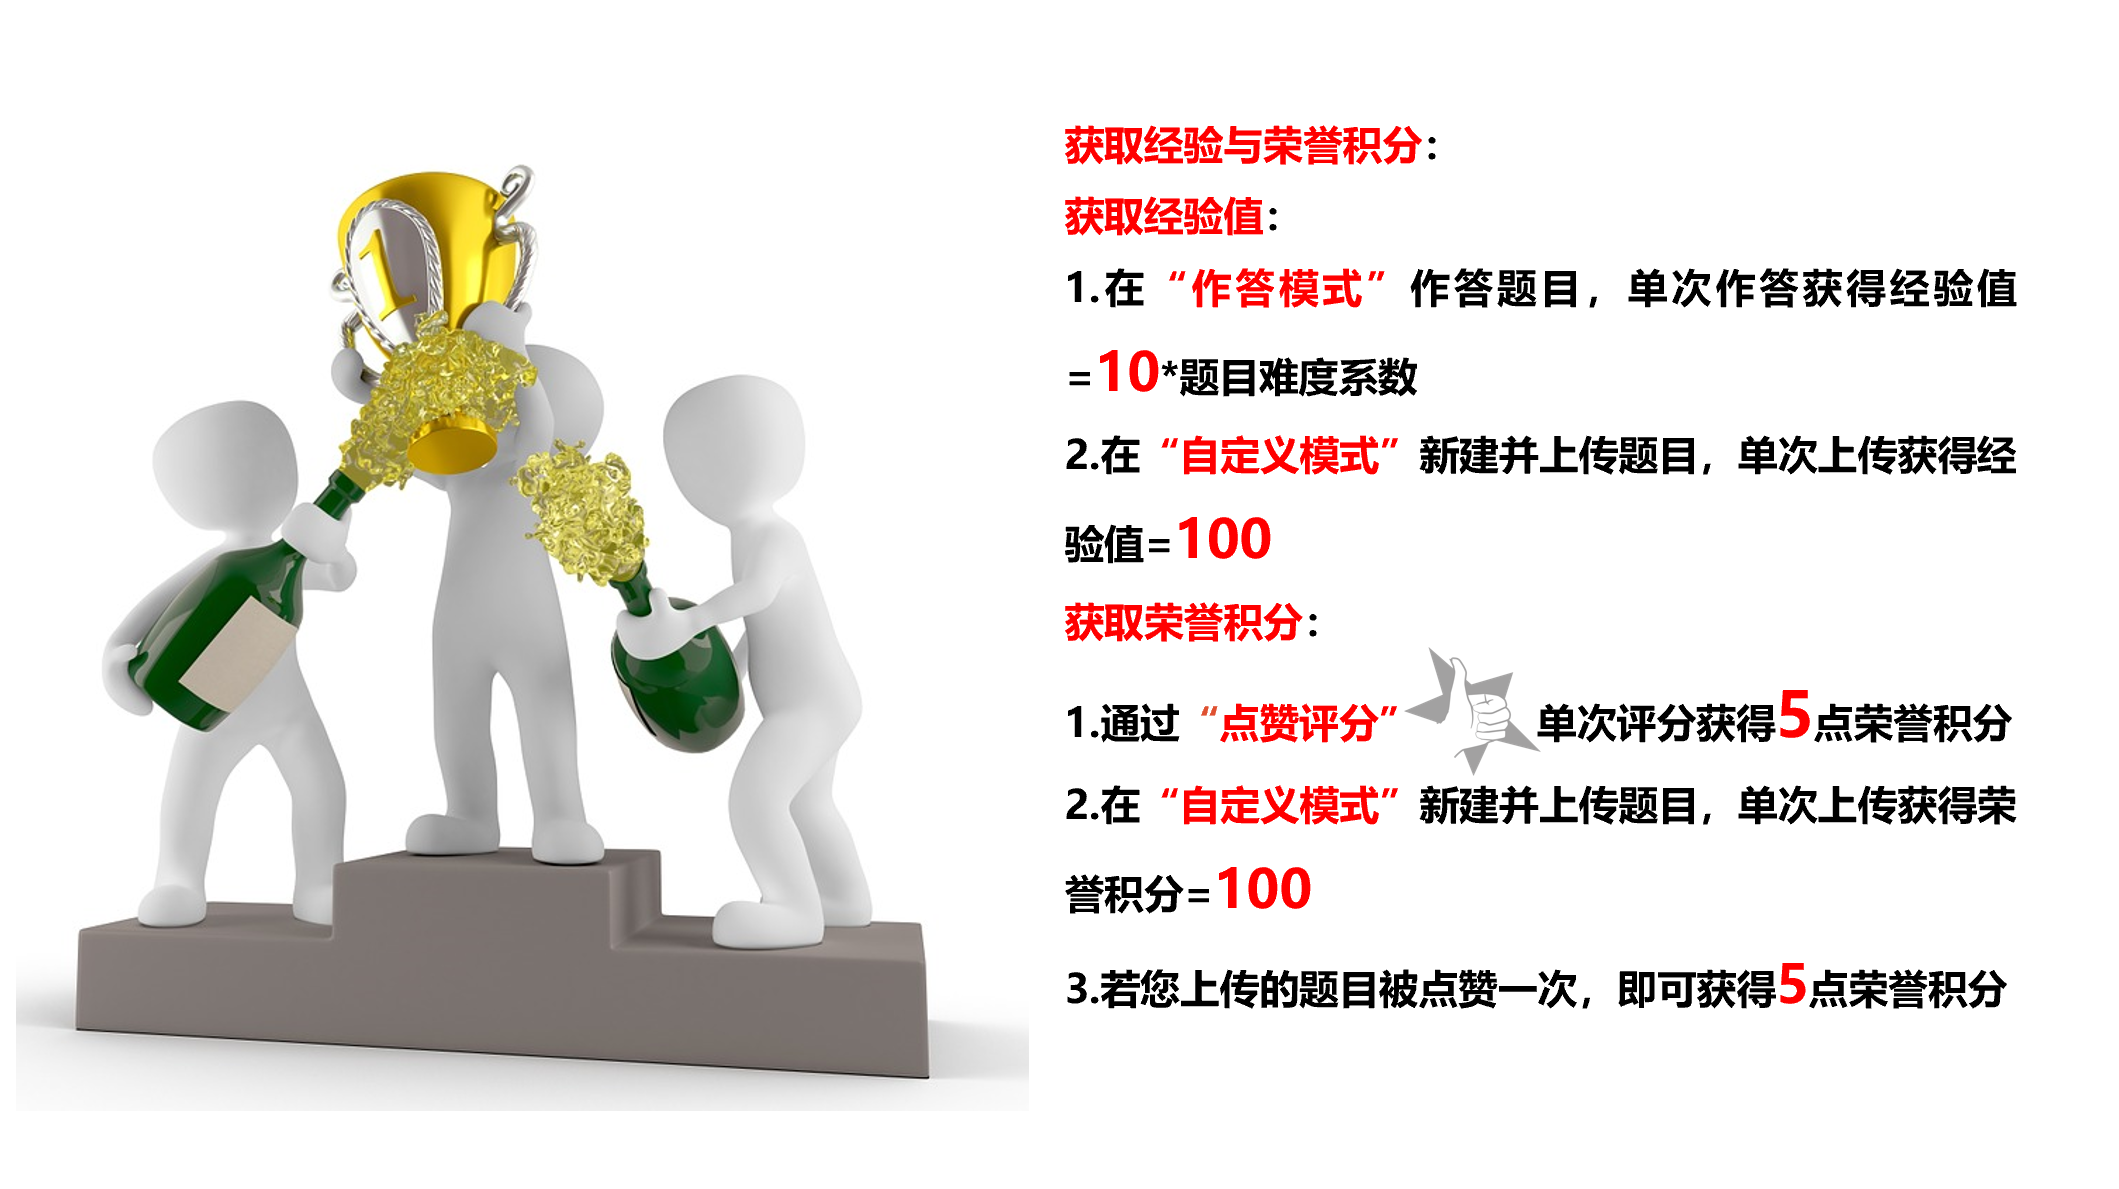 1
获取经验与荣誉积分：
获取经验值：
1.在“作答模式”作答题目，单次作答获得经验值
=10*题目难度系数
2.在“自定义模式”新建并上传题目，单次上传获得经
验值=100
获取荣誉积分：
1.通过“点赞评分” 单次评分获得5点荣誉积分
2.在“自定义模式”新建并上传题目，单次上传获得荣
誉积分=100
3.若您上传的题目被点赞一次，即可获得5点荣誉积分